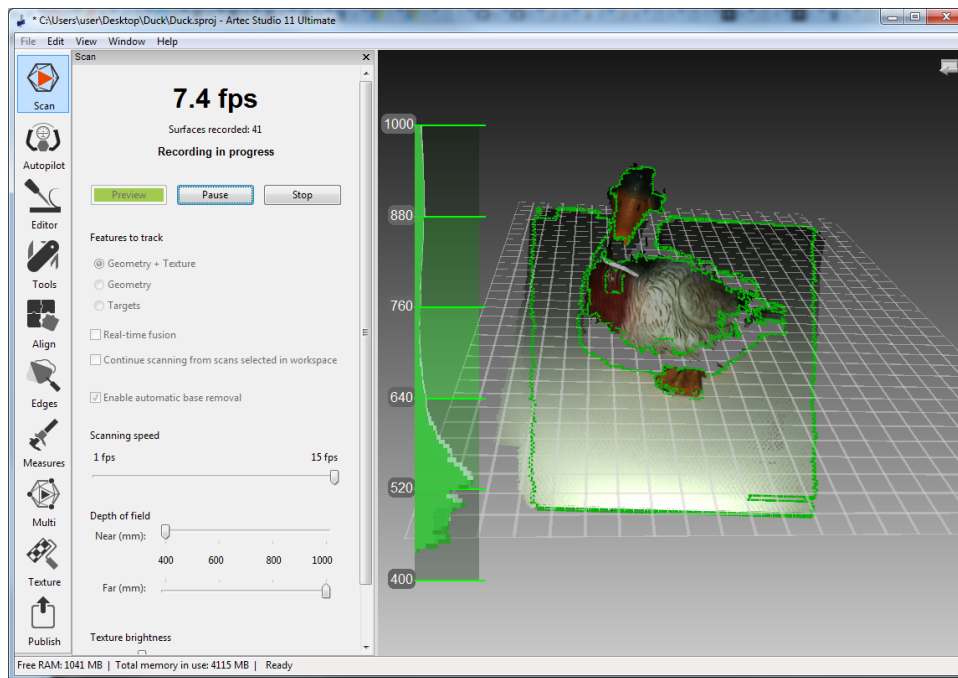 * C:\Users\user\Desktop\Duck\Duck.sproj - Artec Studio 11 Ultimate
File Edit View Window Help
Scan
Autopilot
Editor
Tools
Align
Edges
Measures
Multi
Texture
Publish
Scan
7.4 fps
Surfaces recorded: 41
Recording in progress
Preview Pause Stop
Features to track
Geometry + Texture
Geometry
Targets
Real-time fusion
Continue scanning from scans selected in workspace
Enable automatic base removal
Scanning speed
1 fps 15 fps
Depth of field
Near (mm):
400 600 800 1000
Far (mm):
Texture brightness
1000
880
760
640
520
400
Free RAM: 1041 MB | Total memory in use: 4115 MB | Ready